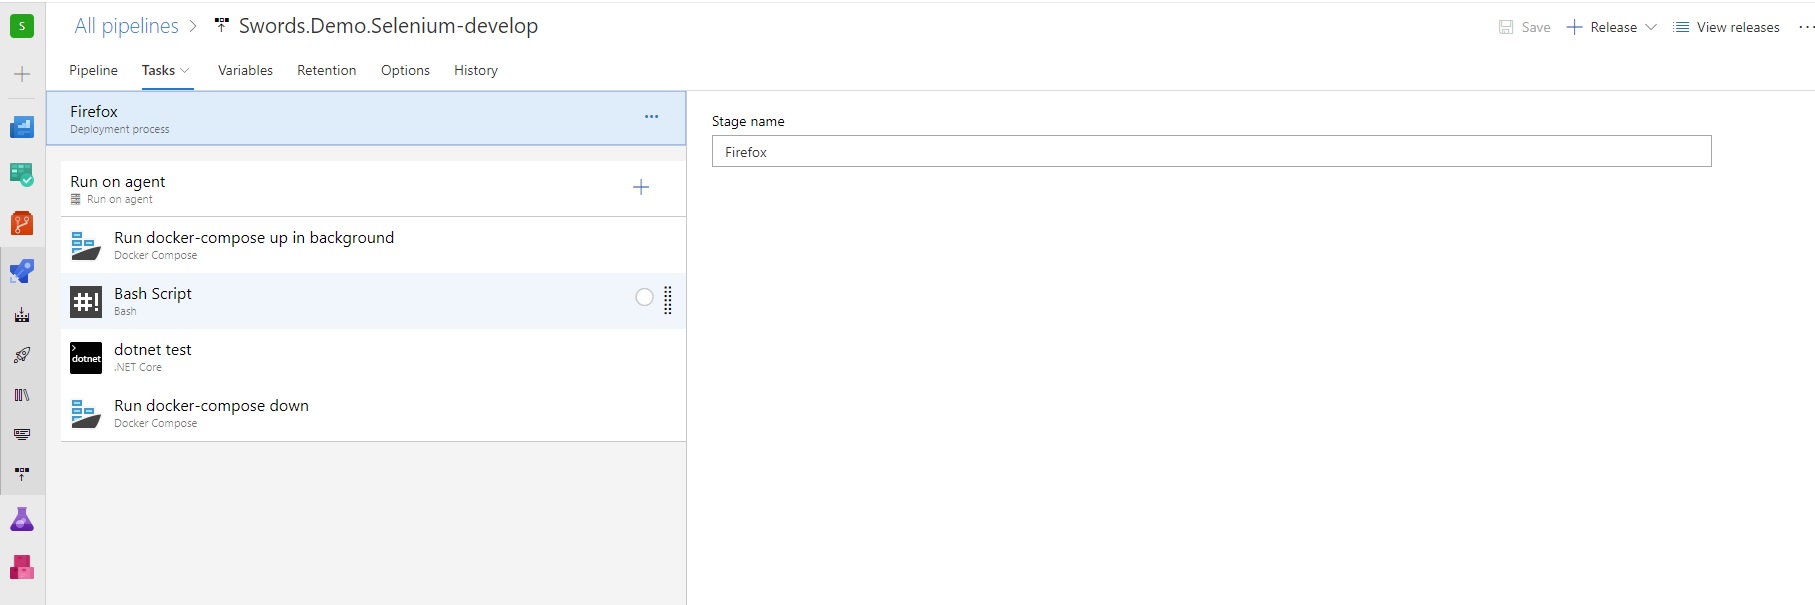 S
All pipelines > Swords.Demo.Selenium-develop
Save
Release
View releases
Pipeline Tasks Variables Retention Options History
Firefox
Deployment process
Stage name
Firefox
Run on agent
Run on agent
Run docker-compose up in background
Docker Compose
#!
Bash Script
Bash
>
dotnet
dotnet test
.NET Core
Run docker-compose down
Docker Compose